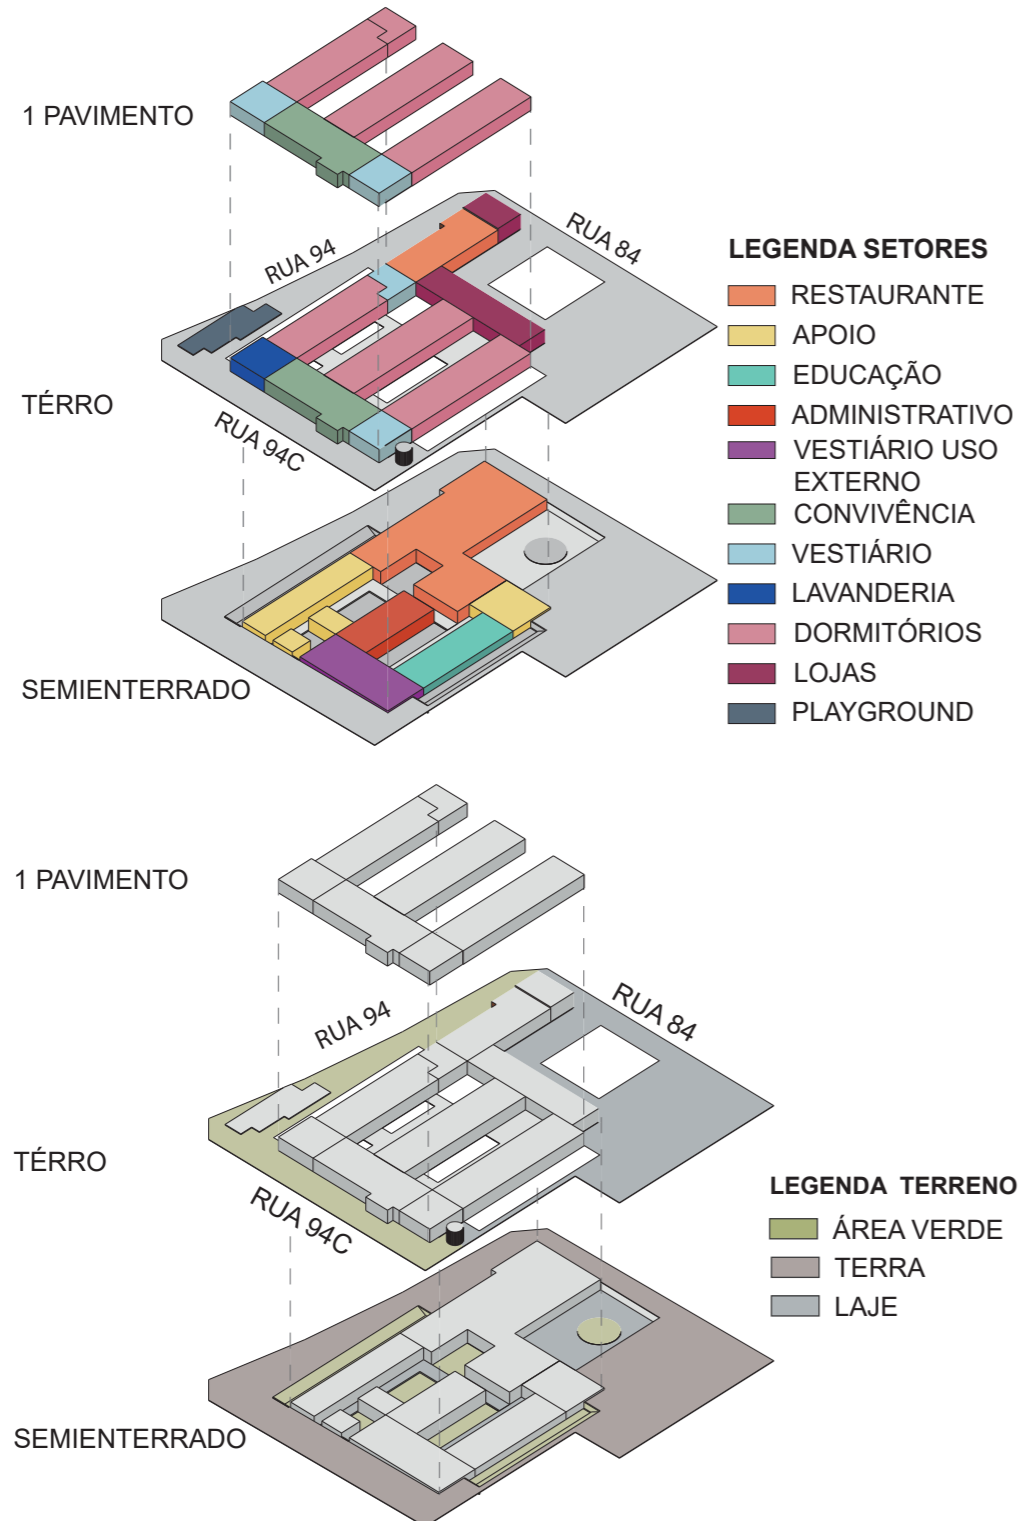 1 PAVIMENTO
RUA 94
RUA 84
TÉRRO
RUA 94C
SEMIENTERRADO
LEGENDA SETORES
RESTAURANTE
APOIO
EDUCAÇÃO
ADMINISTRATIVO
VESTIÁRIO USO
EXTERNO
CONVIVÊNCIA
VESTIÁRIO
LAVANDERIA
DORMITÓRIOS
LOJAS
PLAYGROUND
1 PAVIMENTO
RUA 94
RUA 84
TÉRRO
RUA 94C
SEMIENTERRADO
LEGENDA TERRENO
ÁREA VERDE
TERRA
LAJE